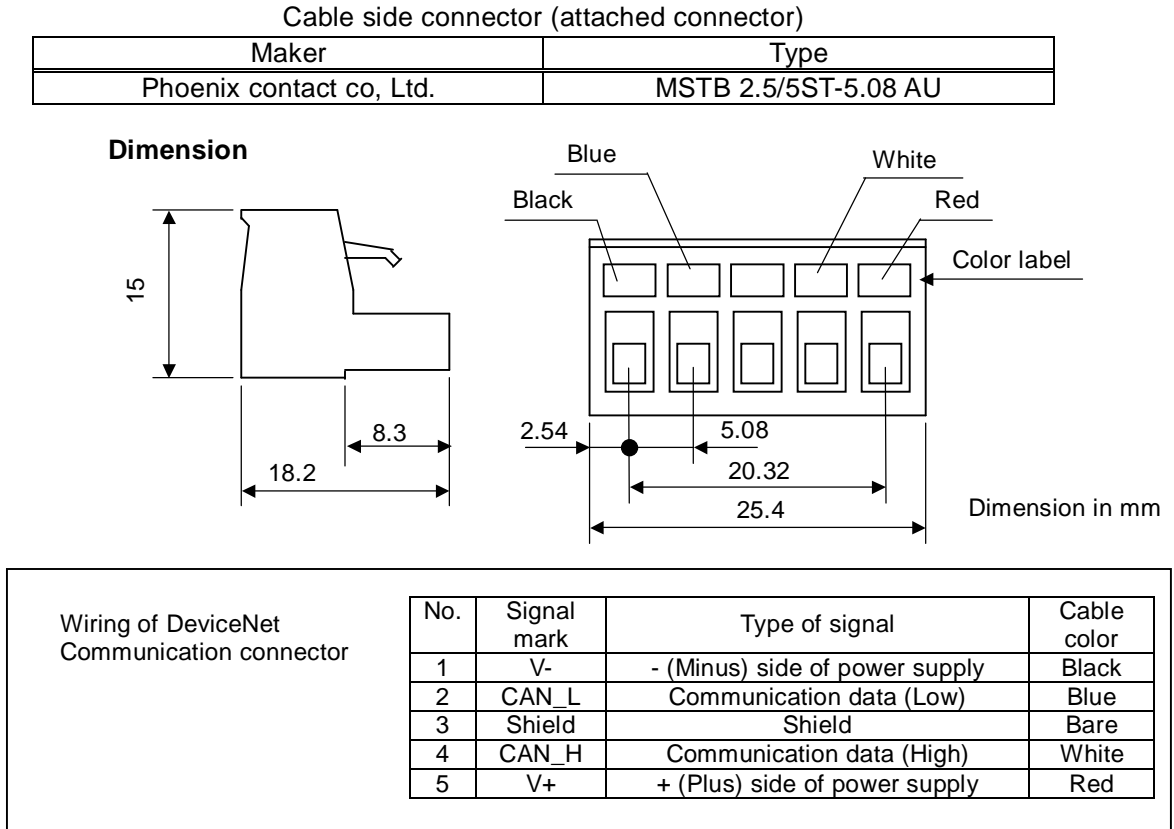 Cable side connector (attached connector)
Maker Type
Phoenix contact co, Ltd. MSTB 2.5/5ST-5.08 AU
Dimension
Blue
White
Black
Red
Color label
15
8.3
18.2
2.54
5.08
20.32
25.4
Dimension in mm
Wiring of DeviceNet
Communication connector
No. Signal mark Type of signal Cable color
1 V- - (Minus) side of power supply Black
2 CAN_L Communication data (Low) Blue
3 Shield Shield Bare
4 CAN_H Communication data (High) White
5 V+ + (Plus) side of power supply Red